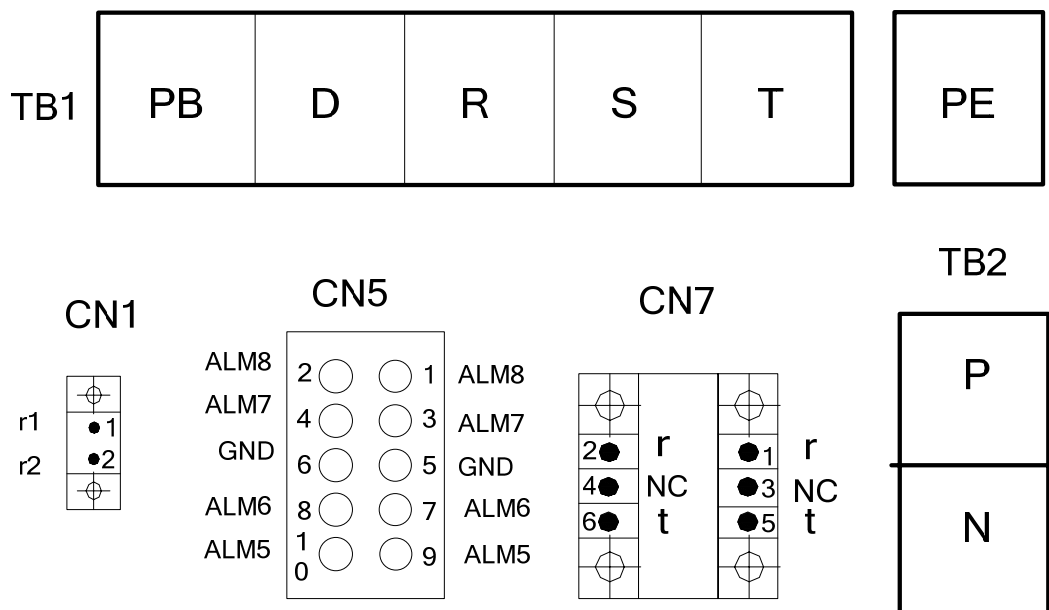 TB1 PB D R S T PE
TB2
CN1 CN5 CN7
ALM8 2 1 ALM8
ALM7 4 3 ALM7
GND 6 5 GND
ALM6 8 7 ALM6
ALM5 10 9 ALM5
r1 1
r2 2
2 r 1 r
4 NC 3 NC
6 t 5 t
P
N